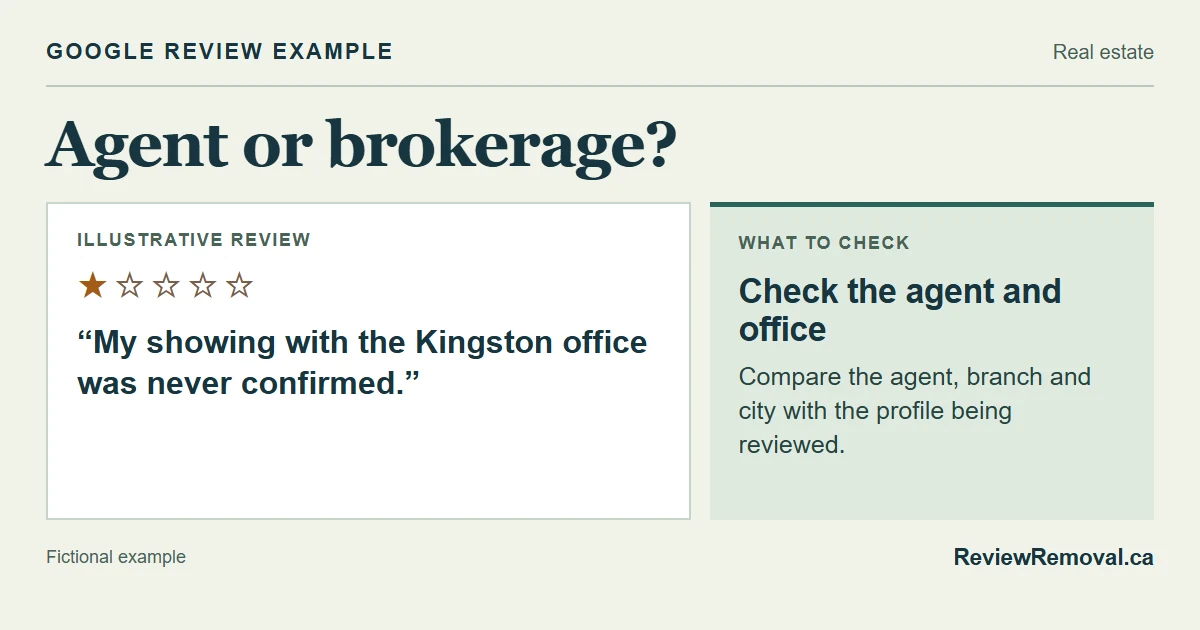 GOOGLE REVIEW EXAMPLE
Real estate
Agent or brokerage?
ILLUSTRATIVE REVIEW
★☆☆☆☆
“My showing with the Kingston office
was never confirmed.”
WHAT TO CHECK
Check the agent and
office
Compare the agent, branch and
city with the profile being
reviewed.
Fictional example
ReviewRemoval.ca